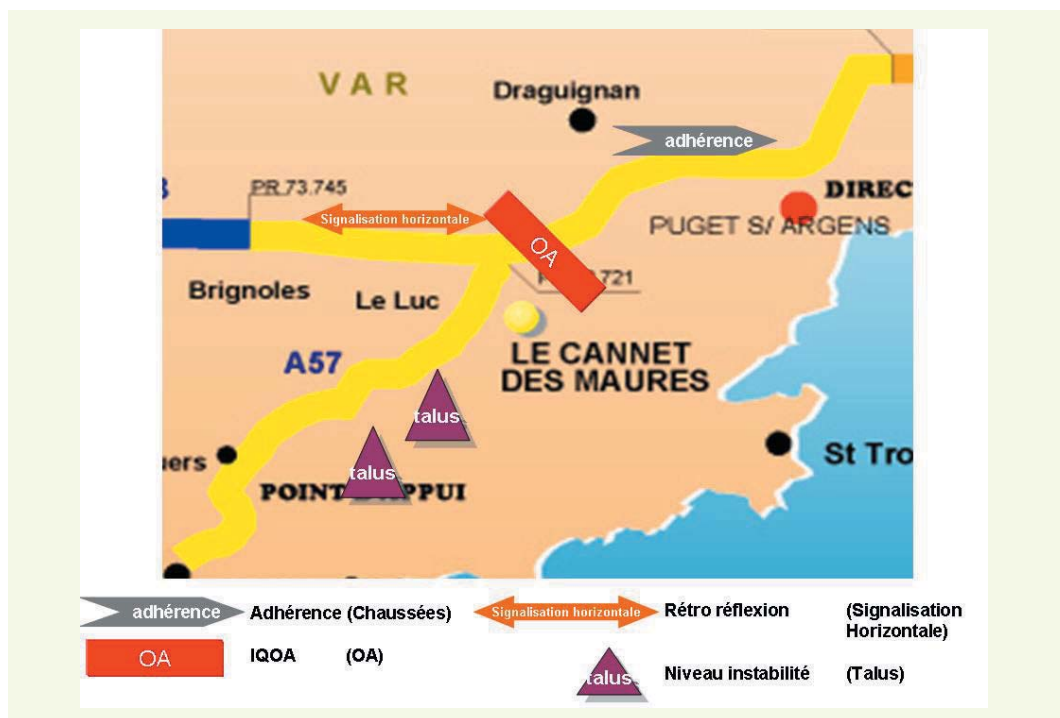 VAR
Draguignan
adhérence
PR 73.745
DIREC
Signalisation horizontale
PUGET S/ ARGENS
OA
721
Brignoles
Le Luc
LE CANNET
DES MAURES
A57
talus
St Tro
uers
talus
POINT PPUI
adhérence Adhérence (Chaussées)
Signalisation horizontale Rétro réflexion (Signalisation
Horizontale)
OA IQOA (OA)
talus Niveau instabilité (Talus)